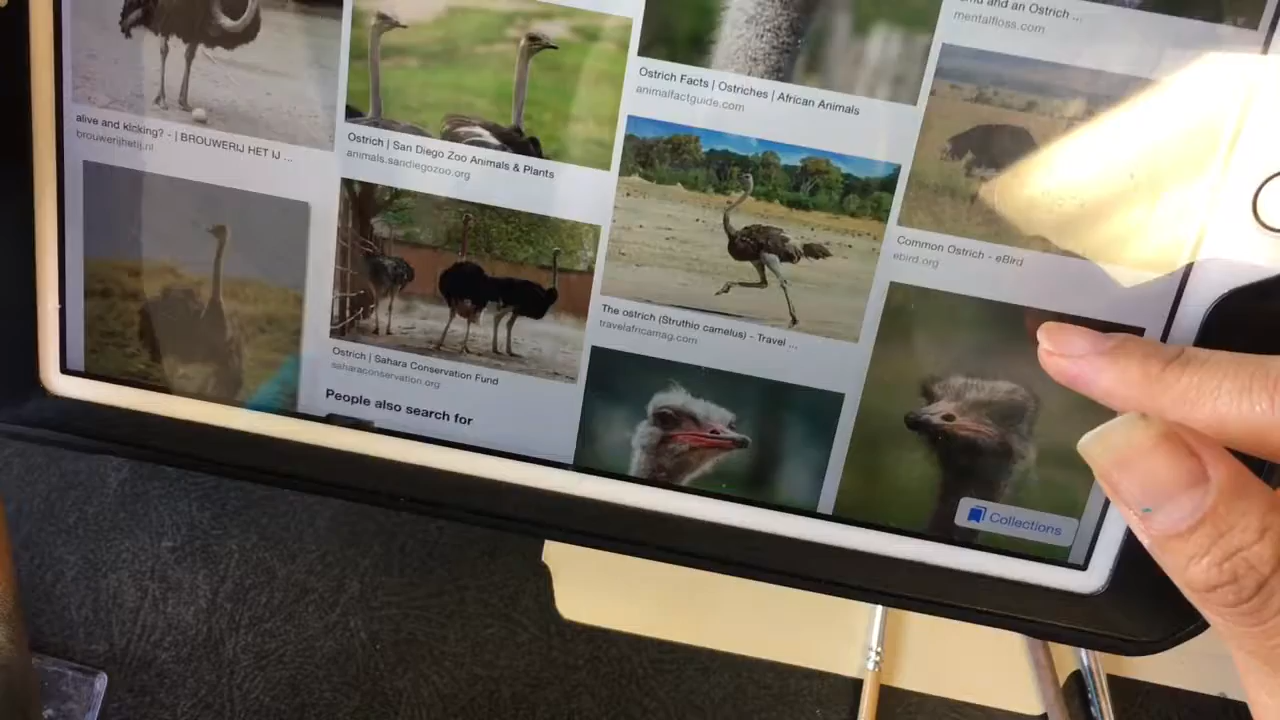 alive and kicking? - | BROUWERIJ HET IJ ...
brouwerijhetij.nl
Ostrich | San Diego Zoo Animals & Plants
animals.sandiegozoo.org
Ostrich | Sahara Conservation Fund
saharaconservation.org
People also search for
Ostrich Facts | Ostriches | African Animals
animalfactguide.com
The ostrich (Struthio camelus) - Travel ...
travelafricamag.com
and an Ostrich ...
mentalfloss.com
Common Ostrich - eBird
ebird.org
Collections